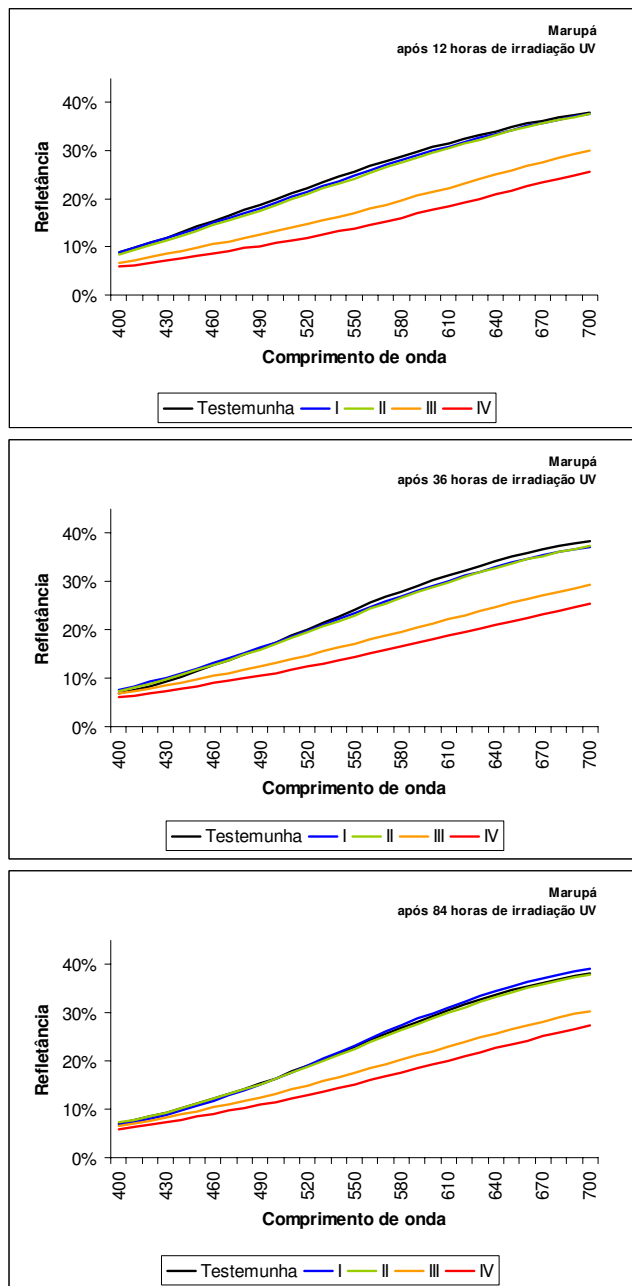 Marupá
após 12 horas de irradiação UV
40%
30%
20%
10%
0%
Refletância
400 430 460 490 520 550 580 610 640 670 700
Comprimento de onda
Testemunha I II III IV
Marupá
após 36 horas de irradiação UV
40%
30%
20%
10%
0%
Refletância
400 430 460 490 520 550 580 610 640 670 700
Comprimento de onda
Testemunha I II III IV
Marupá
após 84 horas de irradiação UV
40%
30%
20%
10%
0%
Refletância
400 430 460 490 520 550 580 610 640 670 700
Comprimento de onda
Testemunha I II III IV